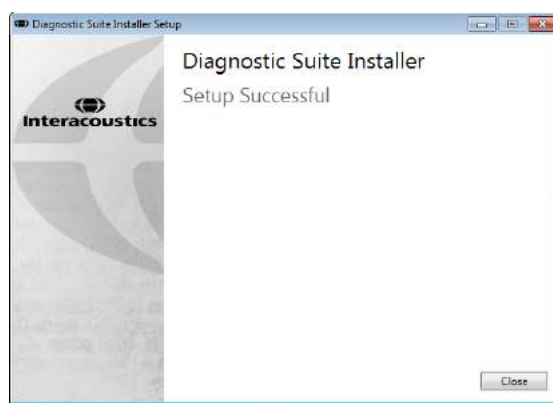 Diagnostic Suite Installer Setup
Diagnostic Suite Installer
Setup Successful
Interacoustics
Close